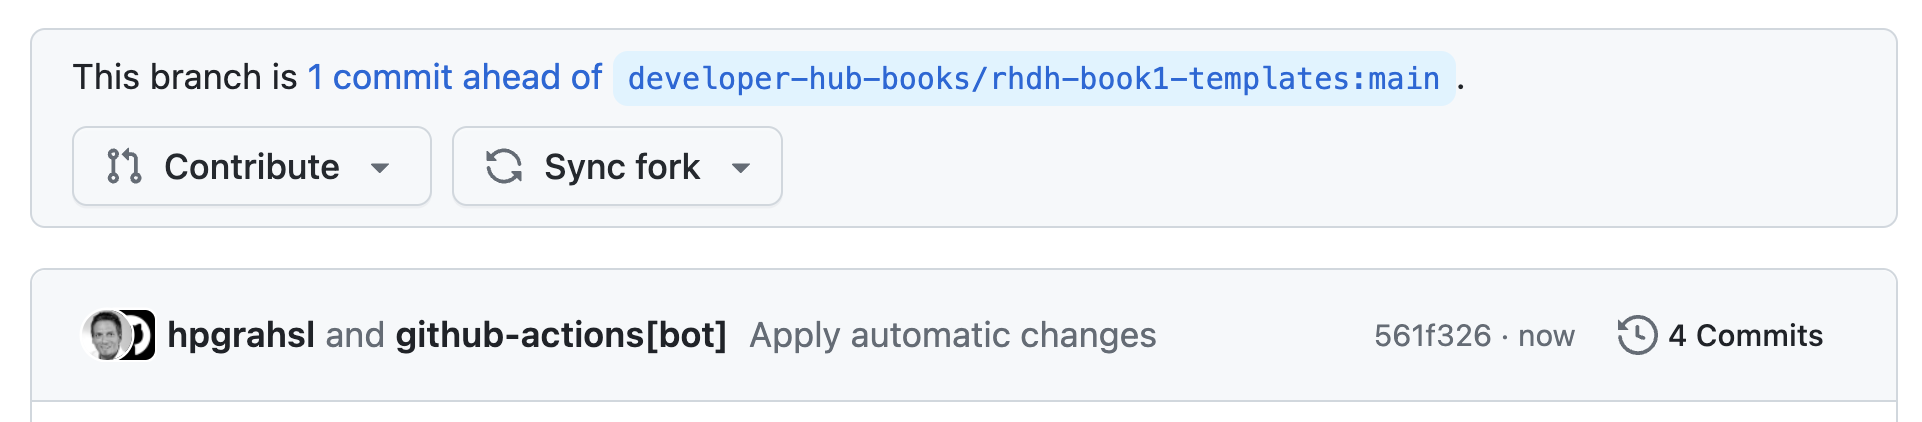 This branch is 1 commit ahead of developer-hub-books/rhdh-book1-templates:main .
Contribute Sync fork
hpgrahsl and github-actions[bot] Apply automatic changes 561f326 · now 4 Commits